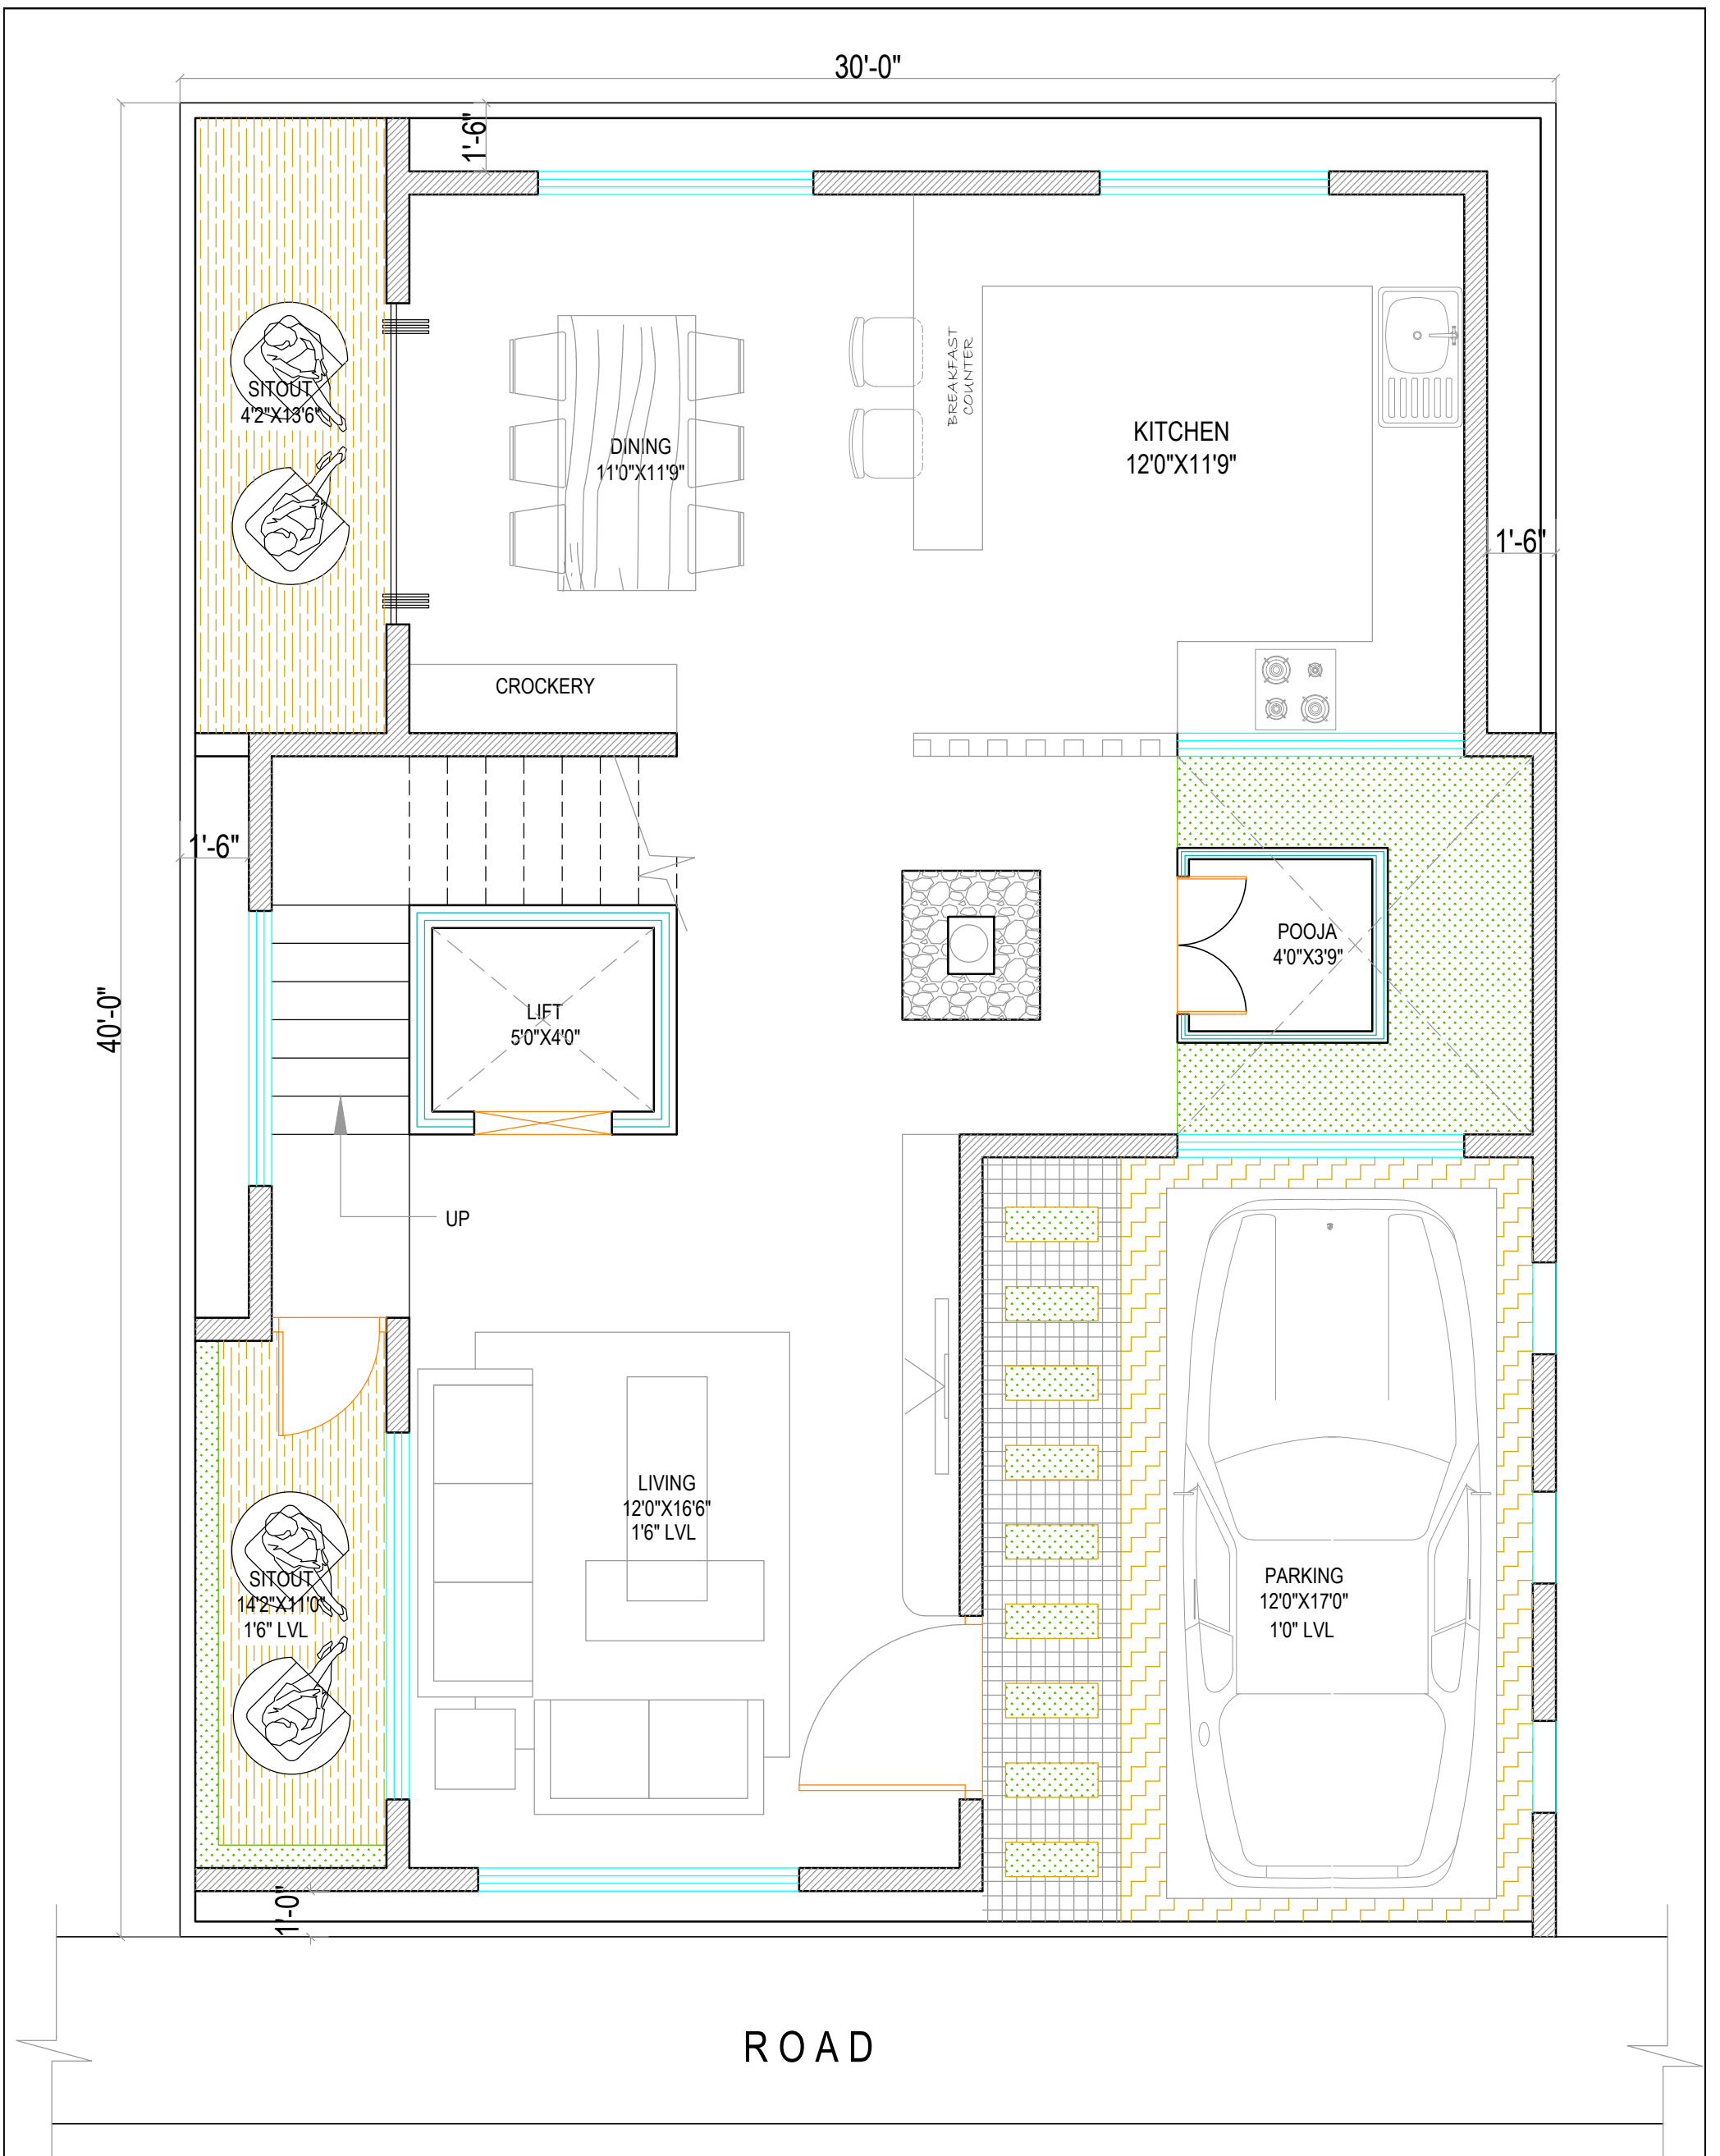 30'-0"
1'-6"
SITOUT
4'2"X13'6"
DINING
11'0"X11'9"
BREAKFAST
COUNTER
KITCHEN
12'0"X11'9"
1'-6"
CROCKERY
1'-6"
40'-0"
LIFT
5'0"X4'0"
POOJA
4'0"X3'9"
UP
LIVING
12'0"X16'6"
1'6" LVL
SITOUT
14'2"X11'0"
1'6" LVL
PARKING
12'0"X17'0"
1'0" LVL
1'-0"
ROAD